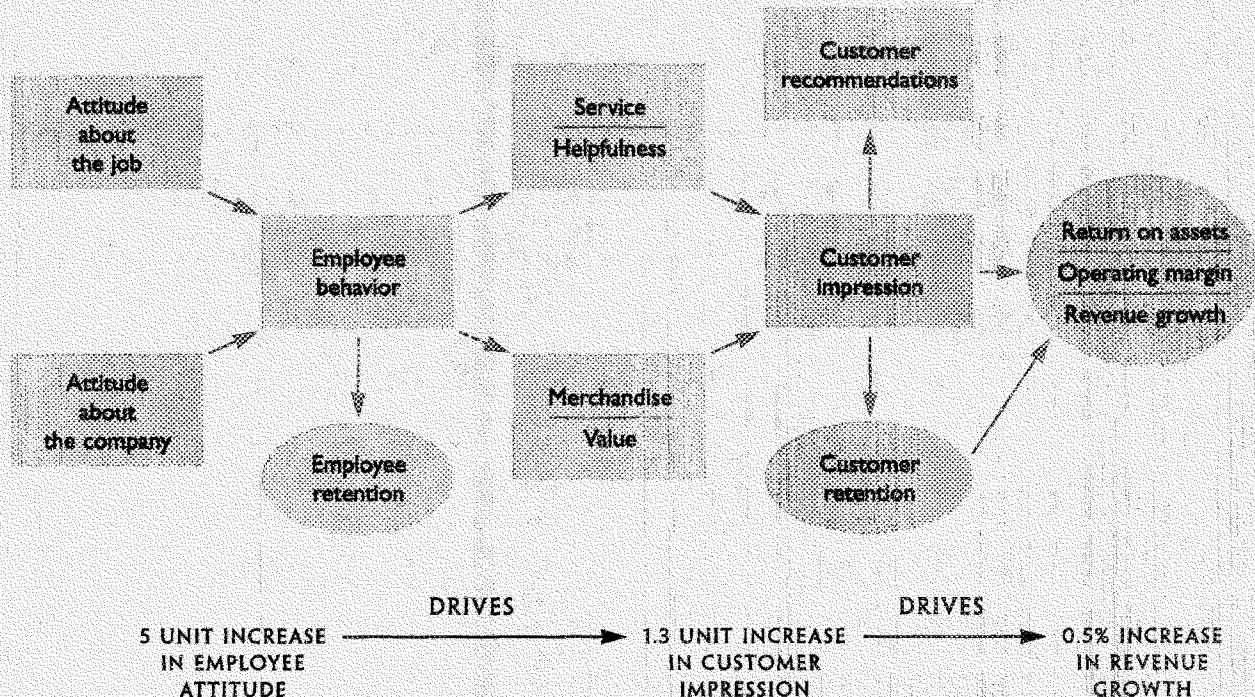 Attitude
about
the job
Attitude
about
the company
Employee
behavior
Employee
retention
Service
Helpfulness
Merchandise
Value
Customer
recommendations
Customer
impression
Customer
retention
Return on assets
Operating margin
Revenue growth
5 UNIT INCREASE
IN EMPLOYEE
ATTITUDE
DRIVES
1.3 UNIT INCREASE
IN CUSTOMER
IMPRESSION
DRIVES
0.5% INCREASE
IN REVENUE
GROWTH